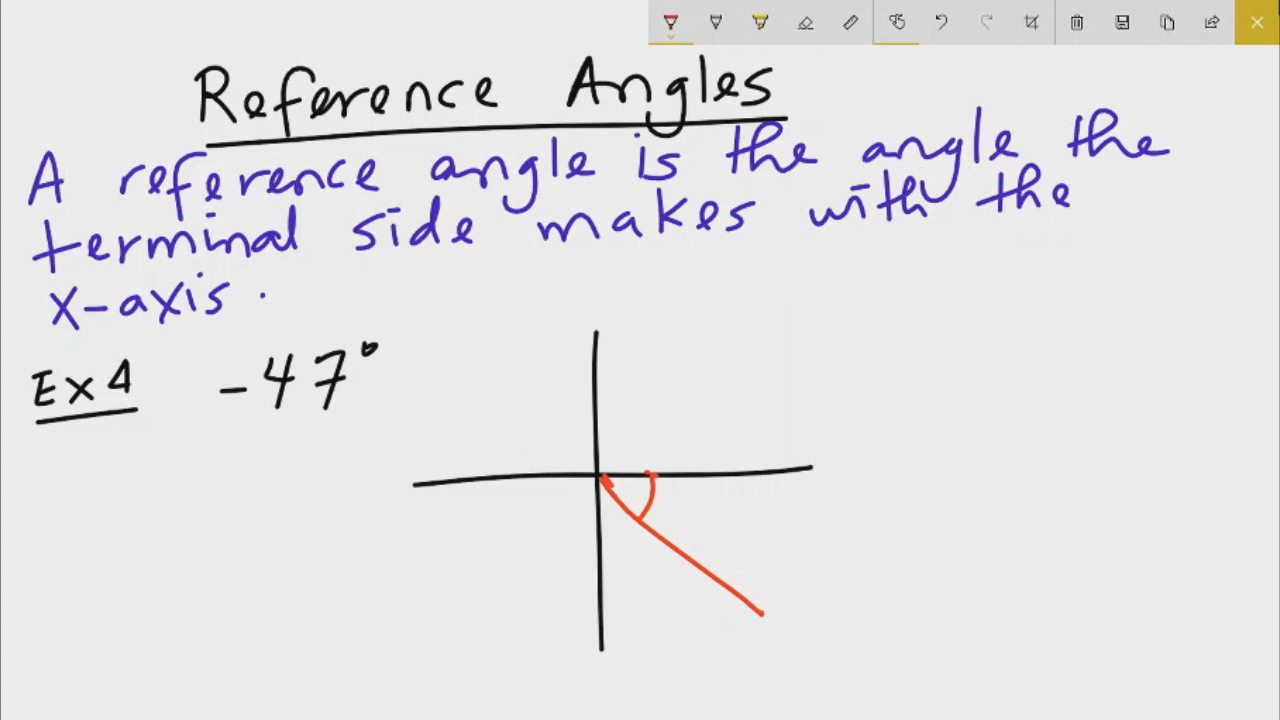 Reference Angles
A reference angle is the angle the
terminal side makes with the
x-axis.
Ex 4 -47°